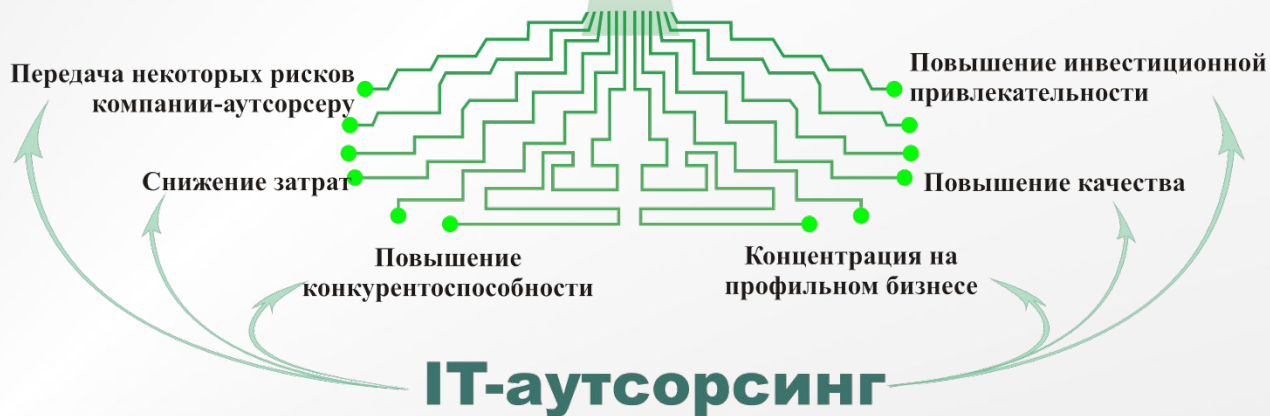 Передача некоторых рисков
компании-аутсорсеру
Снижение затрат
Повышение
конкурентоспособности
Повышение инвестиционной
привлекательности
Повышение качества
Концентрация на
профильном бизнесе
IT-аутсорсинг